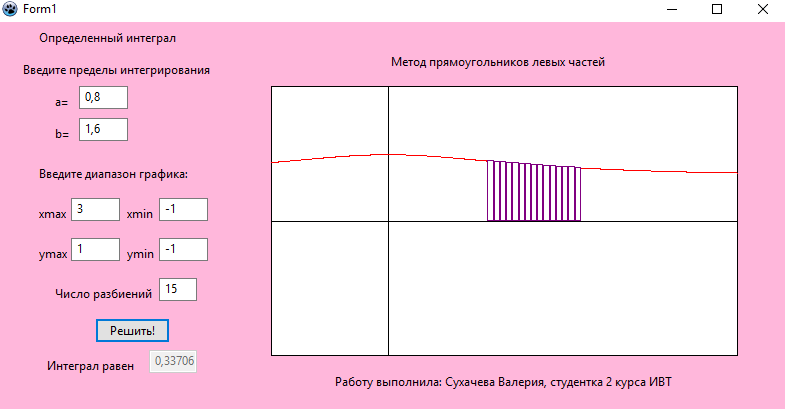 Form1
Определенный интеграл
Введите пределы интегрирования
a= 0,8
b= 1,6
Введите диапазон графика:
xmax 3 xmin -1
ymax 1 ymin -1
Число разбиений 15
Решить!
Интеграл равен 0,33706
Метод прямоугольников левых частей
Работу выполнила: Сухачева Валерия, студентка 2 курса ИВТ